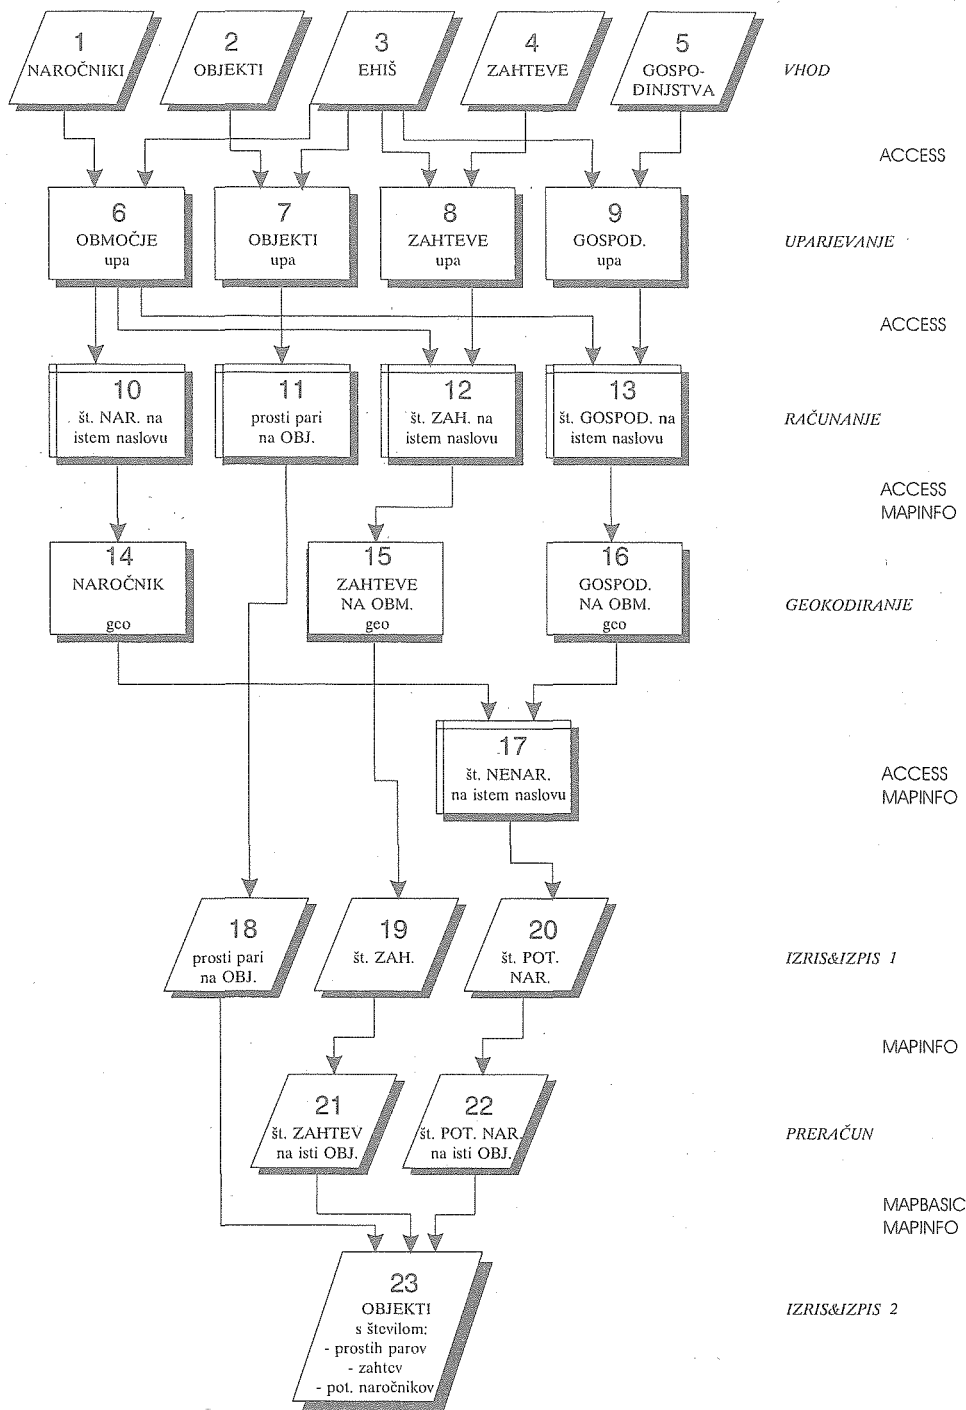 1
NAROČNIKI
2
OBJEKTI
3
EHIŠ
4
ZAHTEVE
5
GOSPO-
DINJSTVA
VHOD
ACCESS
6
OBMOČJE
upa
7
OBJEKTI
upa
8
ZAHTEVE
upa
9
GOSPOD.
upa
UPARJEVANJE
ACCESS
10
št. NAR. na
istem naslovu
11
prosti pari
na OBJ.
12
št. ZAH. na
istem naslovu
13
št. GOSPOD. na
istem naslovu
RAČUNANJE
ACCESS
MAPINFO
14
NAROČNIK
geo
15
ZAHTEVE
NA OBM.
geo
16
GOSPOD.
NA OBM.
geo
GEOKODIRANJE
17
št. NENAR.
na istem naslovu
ACCESS
MAPINFO
18
prosti pari
na OBJ.
19
št. ZAH.
20
št. POT.
NAR.
IZRIS&IZPIS 1
MAPINFO
21
št. ZAHTEV
na isti OBJ.
22
št. POT. NAR.
na isti OBJ.
PRERAČUN
MAPBASIC
MAPINFO
23
OBJEKTI
s številom:
- prostih parov
- zahtev
- pot. naročnikov
IZRIS&IZPIS 2